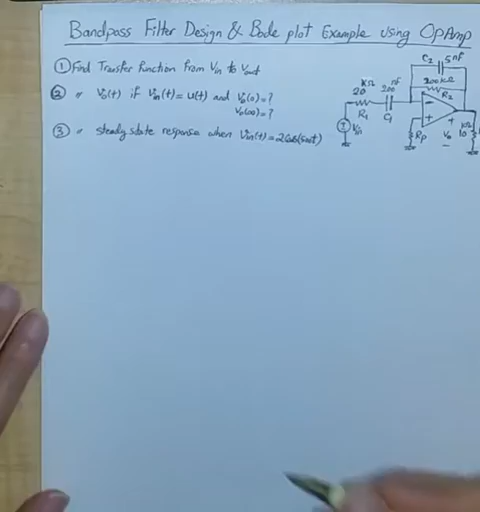 Bandpass Filter Design & Bode plot Example using OpAmp
① Find Transfer Function From Vin to Vout
② " Vo(t) if Vin(t) = u(t) and Vo(0) = ?
Vo(∞) = ?
③ " steady state response when Vin(t) =
C2 5nF
200KΩ
R2
20 KΩ
200 nF
R1
C1
Vin
Rp
+
Vo
-
10 KΩ